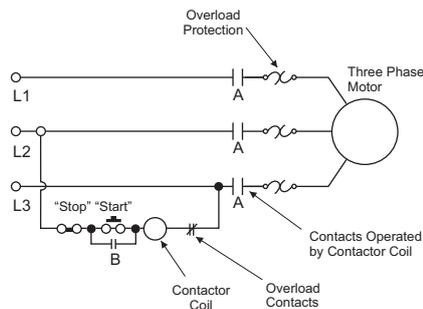 Overload
Protection
Three Phase
Motor
L1
A
L2
A
L3
"Stop" "Start"
A
B
Contacts Operated
by Contactor Coil
Contactor
Coil
Overload
Contacts